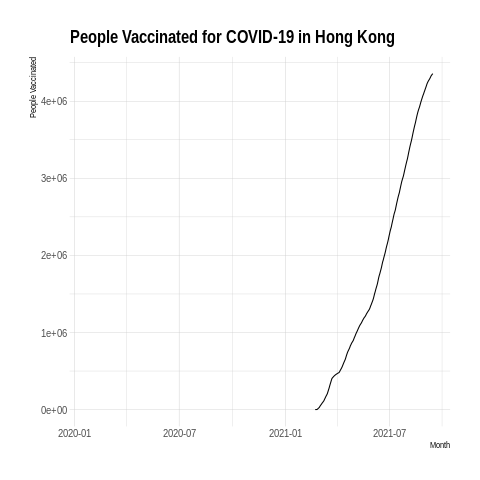 People Vaccinated for COVID-19 in Hong Kong
People Vaccinated
4e+06
3e+06
2e+06
1e+06
0e+00
2020-01 2020-07 2021-01 2021-07
Month